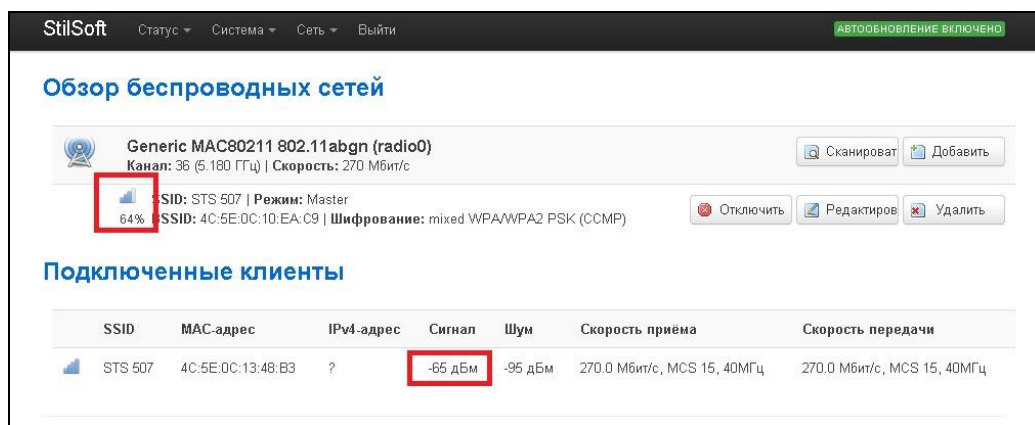 StilSoft Статус Система Сеть Выйти АВТООБНОВЛЕНИЕ ВКЛЮЧЕНО
Обзор беспроводных сетей
Generic MAC80211 802.11abgn (radio0) Сканироват Добавить
Канал: 36 (5.180 ГГц) | Скорость: 270 Мбит/с
SSID: STS 507 | Режим: Master
64% BSSID: 4C:5E:0C:10:EA:C9 | Шифрование: mixed WPA/WPA2 PSK (CCMP) Отключить Редактиров Удалить
Подключенные клиенты
SSID MAC-адрес IPv4-адрес Сигнал Шум Скорость приёма Скорость передачи
STS 507 4C:5E:0C:13:48:B3 ? -65 дБм -95 дБм 270.0 Мбит/с, MCS 15, 40МГц 270.0 Мбит/с, MCS 15, 40МГц